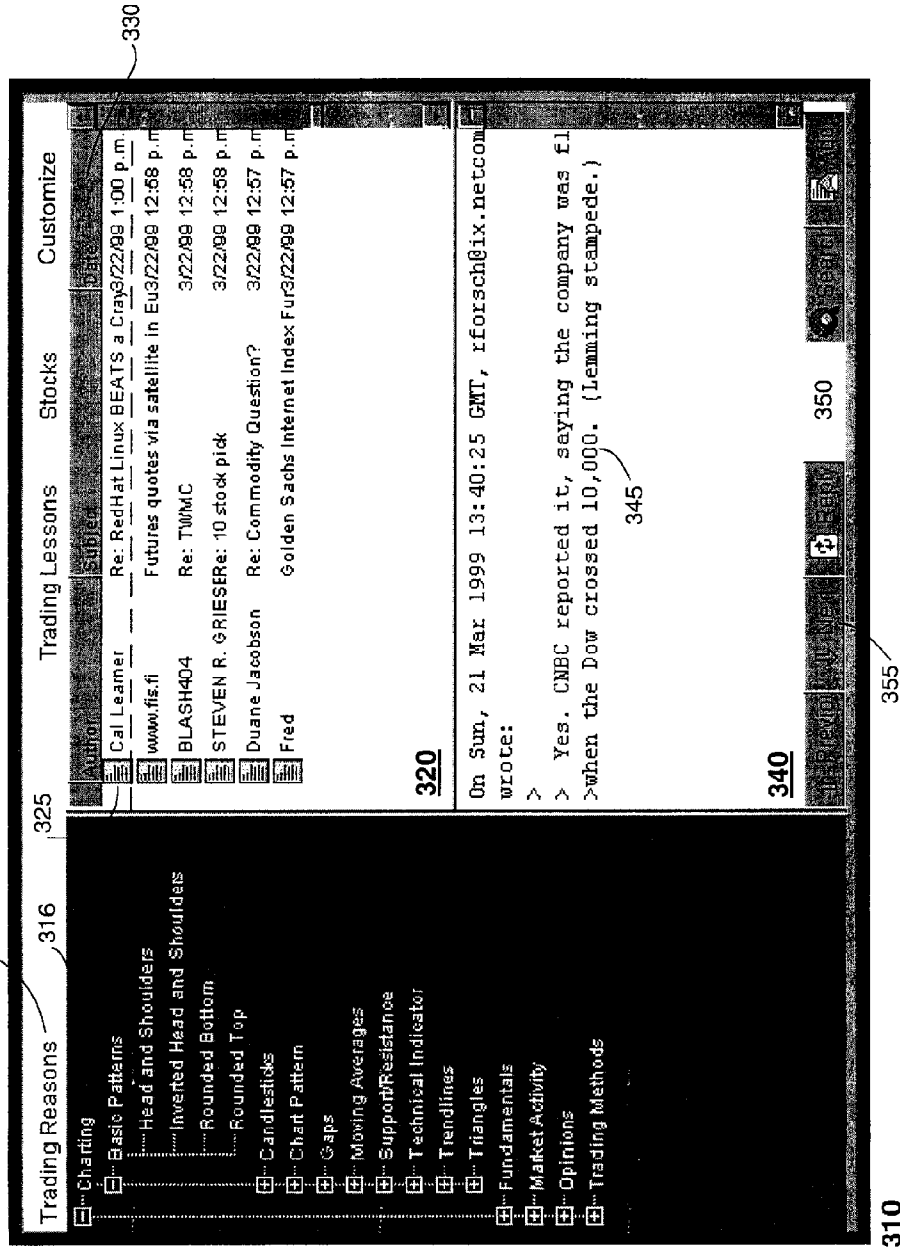 Trading Reasons
Trading Lessons
Stocks
Customize
316
325
330
Charting
Basic Patterns
Head and Shoulders
Inverted Head and Shoulders
Rounded Bottom
Rounded Top
Candlesticks
Chart Pattern
Gaps
Moving Averages
Support/Resistance
Technical Indicator
Trendlines
Triangles
Fundamentals
Market Activity
Opinions
Trading Methods
310
Author Subject Date
Cal Learner Re: RedHat Linux BEATS a Cray 3/22/99 1:00 p.m.
www.fis.fi Futures quotes via satellite in Eu 3/22/99 12:58 p.m
BLASH404 Re: TWMC 3/22/99 12:58 p.m
STEVEN R. GRIESE Re: 10 stock pick 3/22/99 12:58 p.m
Duane Jacobson Re: Commodity Question? 3/22/99 12:57 p.m
Fred Golden Sachs Internet Index Fur 3/22/99 12:57 p.m
320
On Sun, 21 Mar 1999 13:40:25 GMT, rforsch@ix.netcom
wrote:
>
> Yes. CNBC reported it, saying the company was fl
>when the Dow crossed 10,000. (Lemming stampede.)
345
340
Reply
350
355